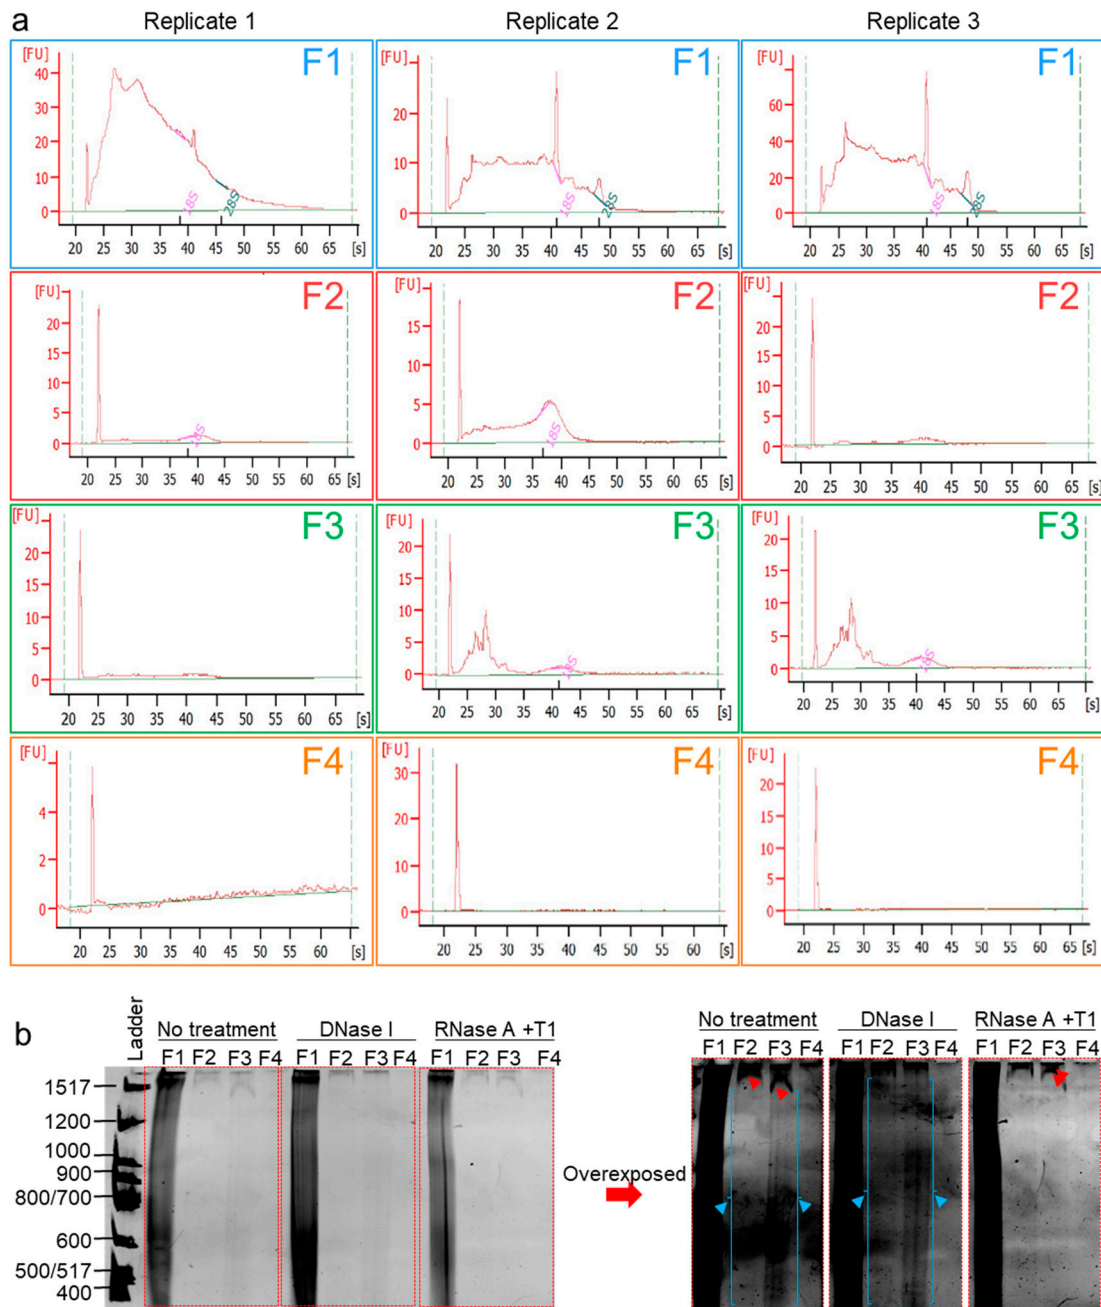 a
Replicate 1 Replicate 2 Replicate 3
[FU] F1 [FU] F1 [FU] F1
40
30
20
10
0
18S 28S
20 25 30 35 40 45 50 55 60 65 [s]
20
10
0
18S 28S
20 25 30 35 40 45 50 55 60 65 [s]
60
40
20
0
18S 28S
20 25 30 35 40 45 50 55 60 65 [s]
[FU] F2 [FU] F2 [FU] F2
20
15
10
5
0
18S
20 25 30 35 40 45 50 55 60 65 [s]
15
10
5
0
18S
20 25 30 35 40 45 50 55 60 65 [s]
20
15
10
5
0
20 25 30 35 40 45 50 55 60 65 [s]
[FU] F3 [FU] F3 [FU] F3
20
15
10
5
0
20 25 30 35 40 45 50 55 60 65 [s]
20
15
10
5
0
18S
20 25 30 35 40 45 50 55 60 65 [s]
20
15
10
5
0
18S
20 25 30 35 40 45 50 55 60 65 [s]
[FU] F4 [FU] F4 [FU] F4
4
2
0
20 25 30 35 40 45 50 55 60 [s]
30
20
10
0
20 25 30 35 40 45 50 55 60 [s]
20
15
10
5
0
20 25 30 35 40 45 50 55 60 65 [s]
b
Ladder
No treatment DNase I RNase A +T1
F1 F2 F3 F4 F1 F2 F3 F4 F1 F2 F3 F4
1517
1200
1000
900
800/700
600
500/517
400
Overexposed
No treatment DNase I RNase A +T1
F1 F2 F3 F4 F1 F2 F3 F4 F1 F2 F3 F4